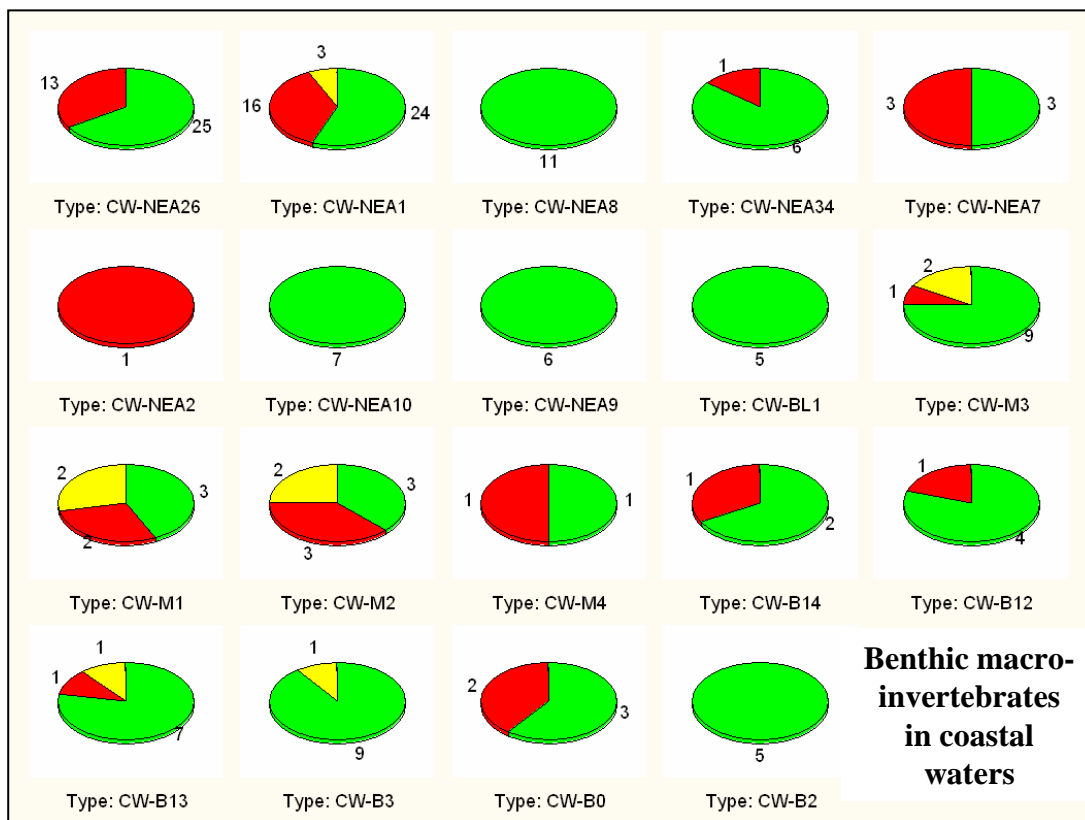 13
25
Type: CW-NEA26
3
16
24
Type: CW-NEA1
11
Type: CW-NEA8
1
6
Type: CW-NEA34
3
3
Type: CW-NEA7
1
Type: CW-NEA2
7
Type: CW-NEA10
6
Type: CW-NEA9
5
Type: CW-BL1
2
1
9
Type: CW-M3
2
3
2
Type: CW-M1
2
3
3
Type: CW-M2
1
1
Type: CW-M4
1
2
Type: CW-B14
1
4
Type: CW-B12
1
1
7
Type: CW-B13
1
9
Type: CW-B3
2
3
Type: CW-B0
5
Type: CW-B2
Benthic macro-
invertebrates
in coastal
waters